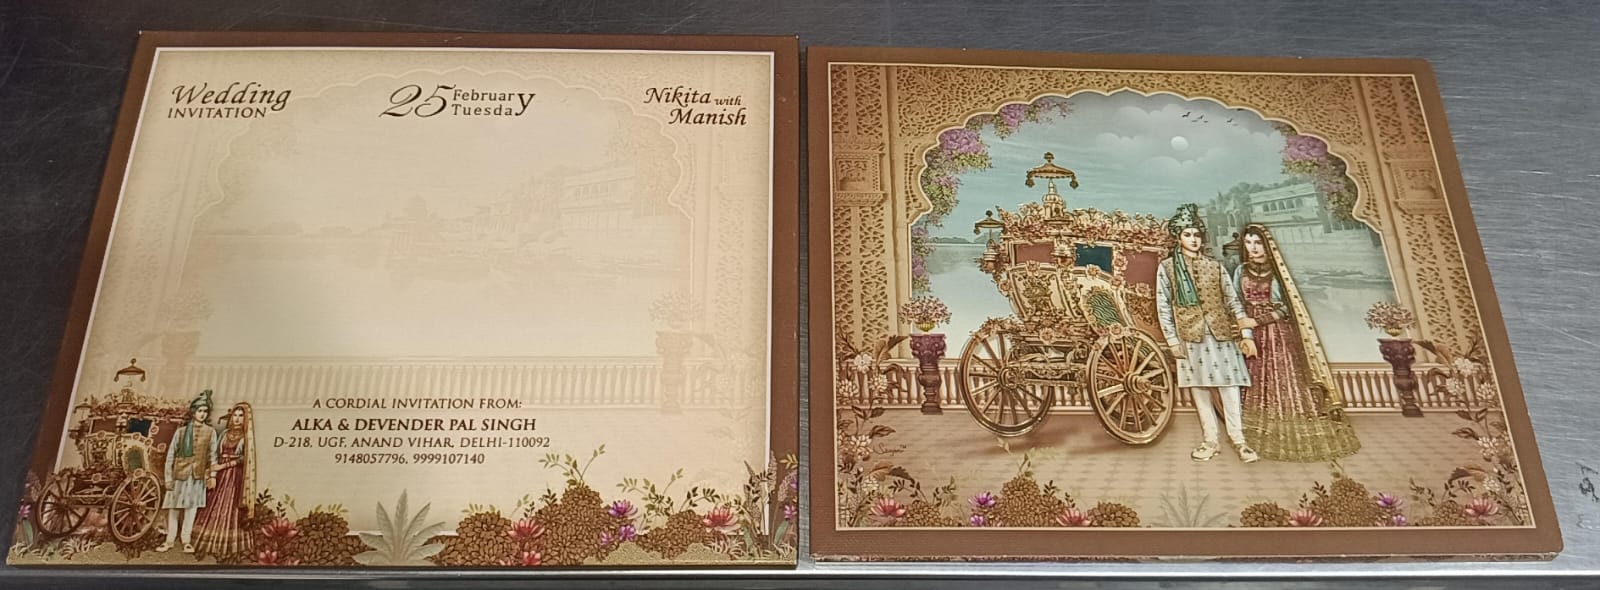 Wedding
INVITATION
25 February
Tuesday
Nikita with
Manish
A CORDIAL INVITATION FROM:
ALKA & DEVENDER PAL SINGH
D-218, UGF, ANAND VIHAR, DELHI-110092
9148057796, 9999107140